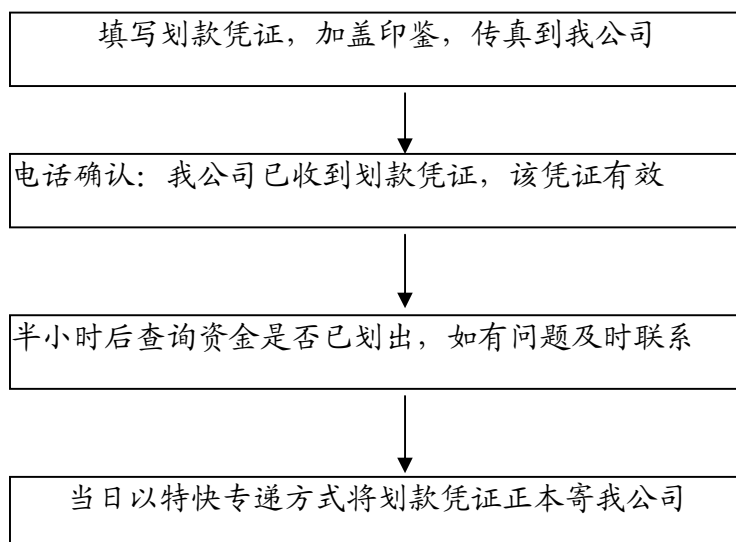 填写划款凭证，加盖印鉴，传真到我公司
电话确认：我公司已收到划款凭证，该凭证有效
半小时后查询资金是否已划出，如有问题及时联系
当日以特快专递方式将划款凭证正本寄我公司